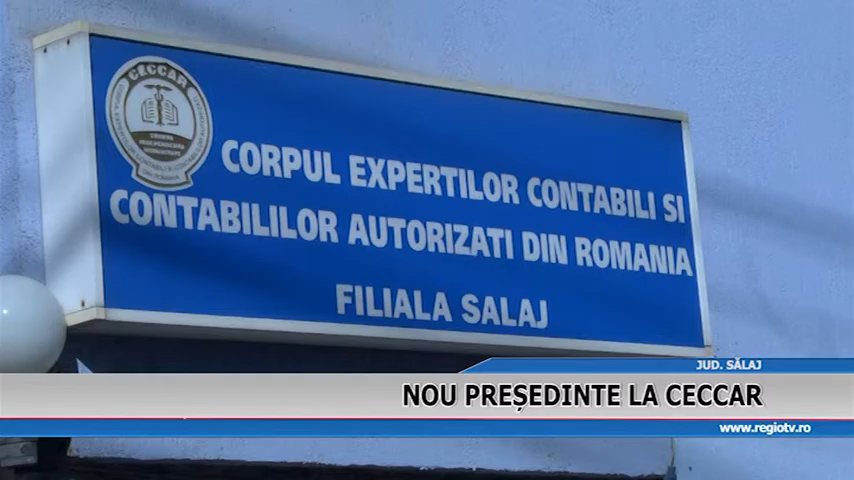 CECCAR
CORPUL EXPERTILOR CONTABILI SI
CONTABILILOR AUTORIZATI DIN ROMANIA
FILIALA SALAJ
JUD. SĂLAJ
NOU PREȘEDINTE LA CECCAR
www.regiotv.ro